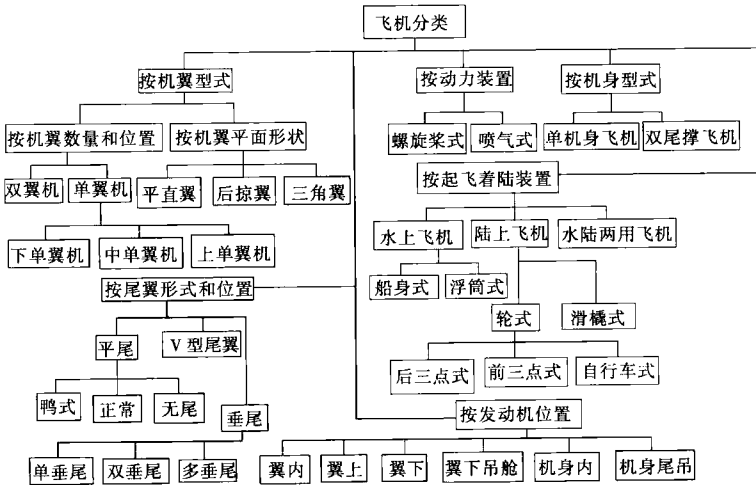 飞机分类
按机翼型式
按动力装置
按机身型式
按机翼数量和位置
按机翼平面形状
螺旋桨式
喷气式
单机身飞机
双尾撑飞机
双翼机
单翼机
平直翼
后掠翼
三角翼
按起飞着陆装置
水上飞机
陆上飞机
水陆两用飞机
下单翼机
中单翼机
上单翼机
船身式
浮筒式
按尾翼形式和位置
轮式
滑橇式
平尾
V型尾翼
后三点式
前三点式
自行车式
鸭式
正常
无尾
垂尾
按发动机位置
单垂尾
双垂尾
多垂尾
翼内
翼上
翼下
翼下吊舱
机身内
机身尾吊